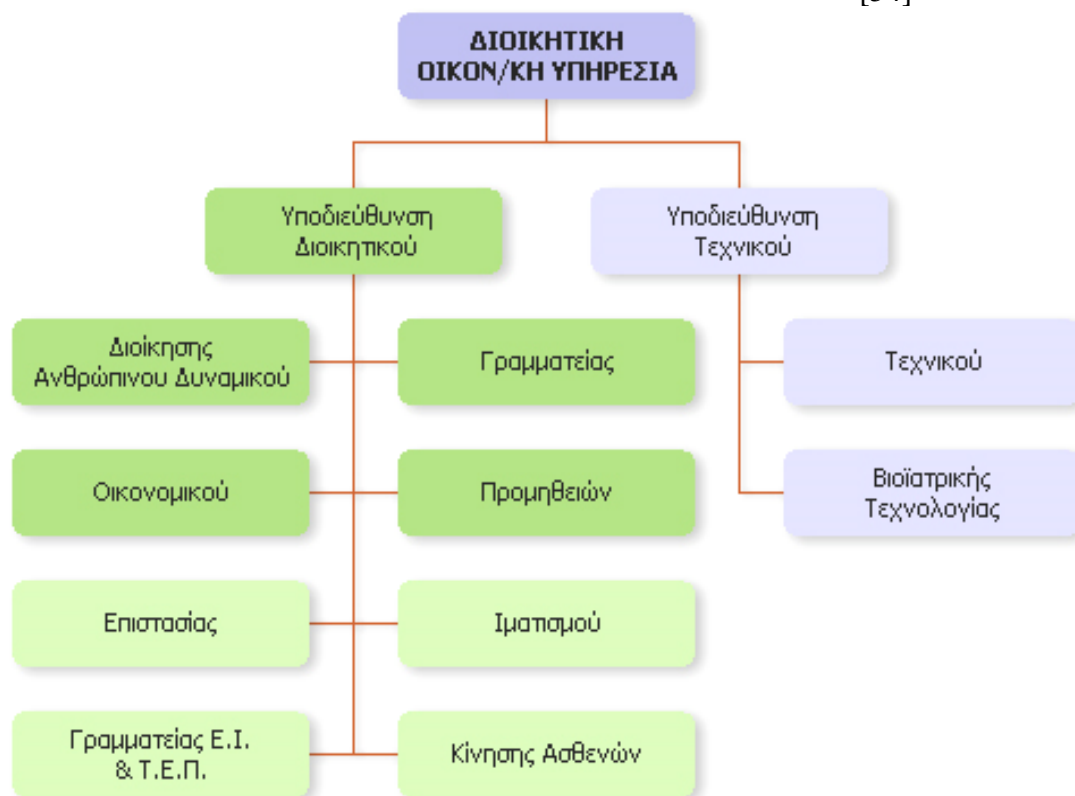 ΔΙΟΙΚΗΤΙΚΗ
ΟΙΚΟΝ/ΚΗ ΥΠΗΡΕΣΙΑ
Υποδιεύθυνση
Διοικητικού
Υποδιεύθυνση
Τεχνικού
Διοίκησης
Ανθρώπινου Δυναμικού
Γραμματείας
Τεχνικού
Οικονομικού
Προμηθειών
Βιοϊατρικής
Τεχνολογίας
Επιστασίας
Ιματισμού
Γραμματείας Ε.Ι.
& Τ.Ε.Π.
Κίνησης Ασθενών